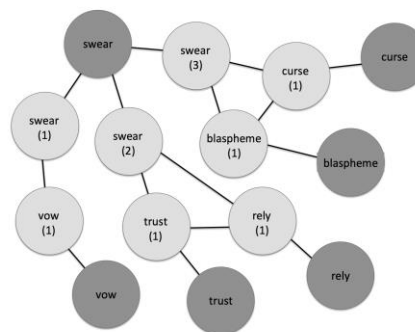 swear
swear
(3)
curse
(1)
curse
swear
(1)
swear
(2)
blaspheme
(1)
blaspheme
vow
(1)
trust
(1)
rely
(1)
vow
trust
rely